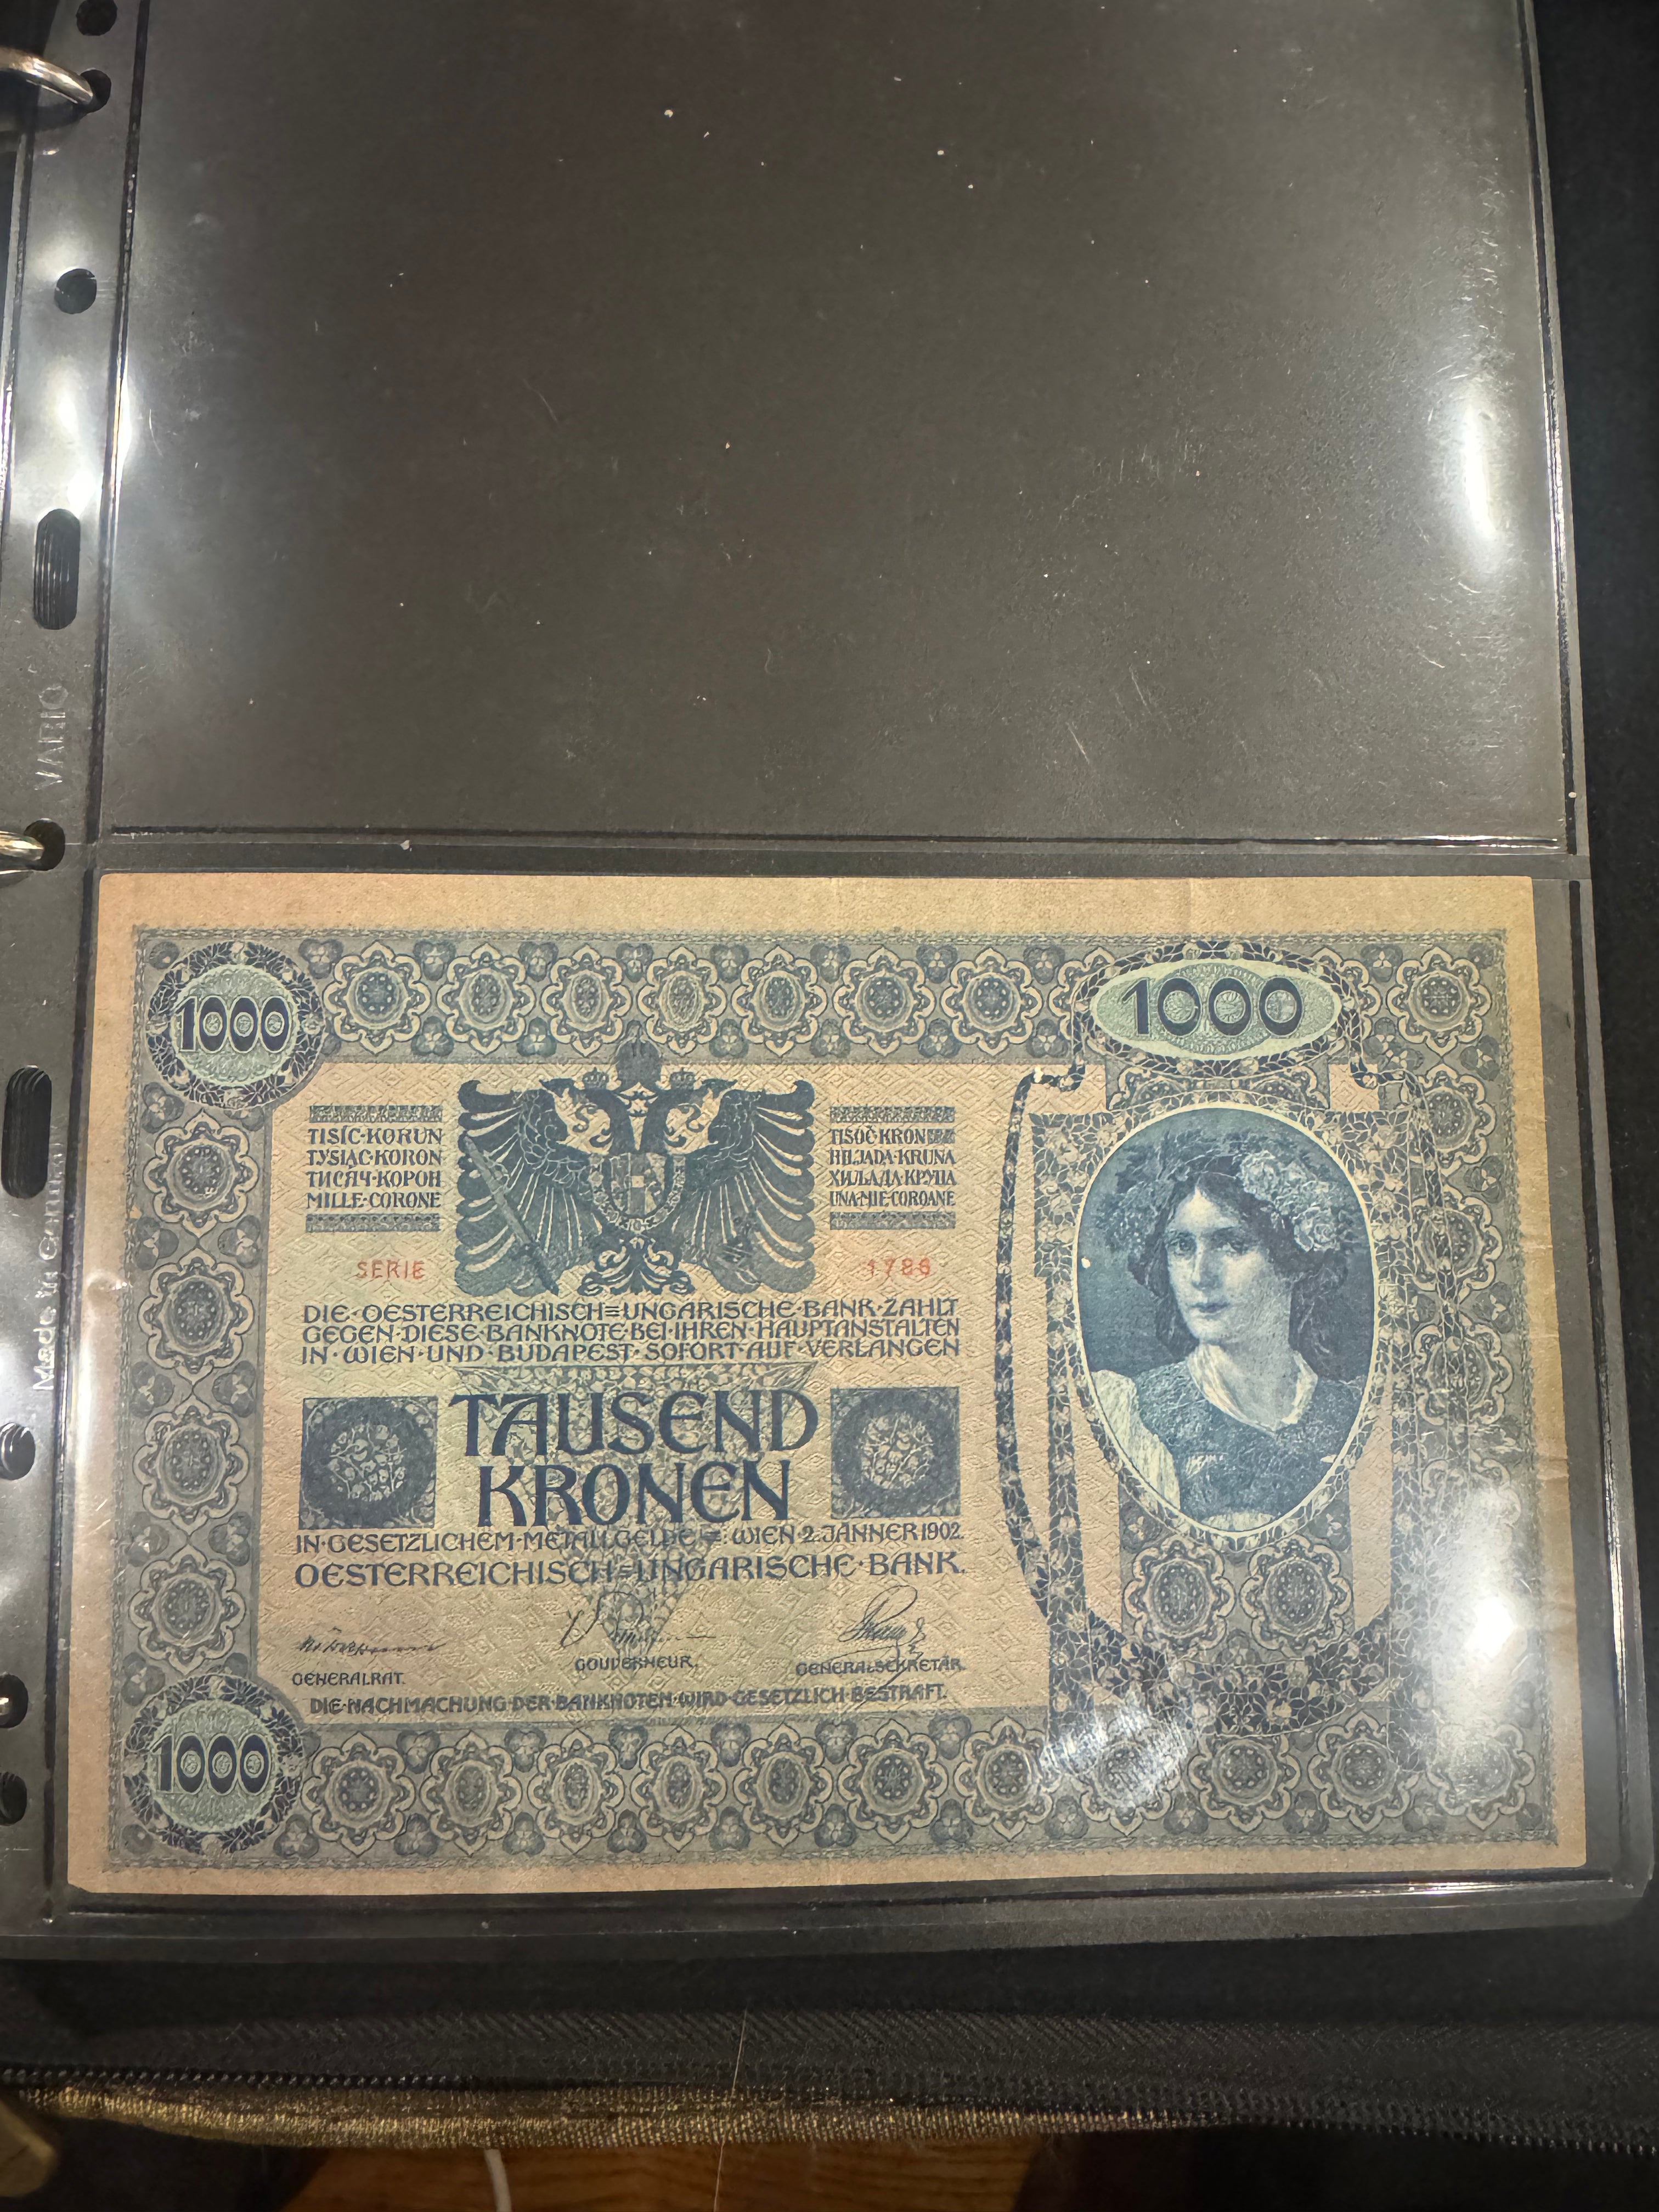 VARIO
1000
1000
TISÍC·KORUN
TYSIĄC·KORON
ТИСЯЧ·КОРОН
MILLE·CORONE
TISOČ KRON
HILJADA·KRUNA
ХИЉАДА·КРУНА
UNA·MIE·COROANE
SERIE
1786
DIE·OESTERREICHISCH=UNGARISCHE·BANK·ZAHLT
GEGEN·DIESE·BANKNOTE·BEI·IHREN·HAUPTANSTALTEN
IN·WIEN·UND·BUDAPEST·SOFORT·AUF·VERLANGEN
TAUSEND
KRONEN
IN·GESETZLICHEM·METALLGELDE WIEN·2.JÄNNER 1902.
OESTERREICHISCH=UNGARISCHE·BANK.
GENERALRAT.
GOUVERNEUR.
GENERALSEKRETÄR.
DIE·NACHMACHUNG·DER·BANKNOTEN·WIRD·GESETZLICH·BESTRAFT.
1000
Made in